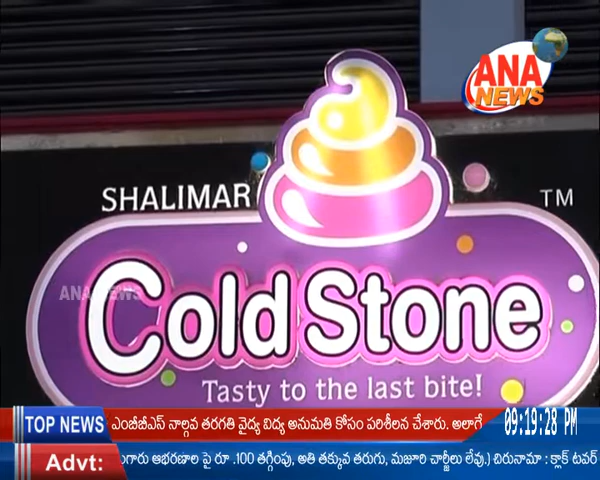 ANA
NEWS
SHALIMAR
TM
Cold Stone
ANA NEWS
Tasty to the last bite!
TOP NEWS ఎంబీబీఎస్ నాల్గవ తరగతి వైద్య విద్య అనుమతి కోసం పరిశీలన చేశారు. అలాగే 09:19:28 PM
Advt: ంగారు ఆభరణాల పై రూ .100 తగ్గింపు, అతి తక్కువ తరుగు, మజూరి చార్జీలు లేవు.) చిరునామా : క్లాక్ టవర్